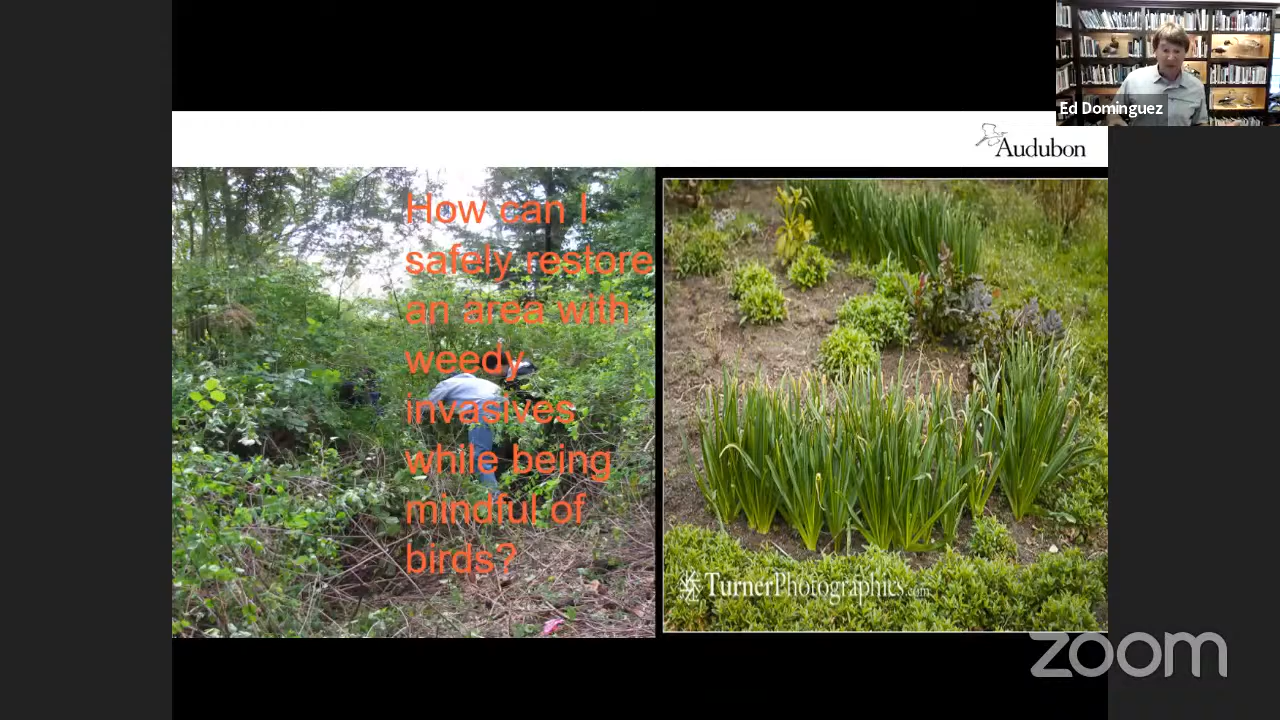 Ed Dominguez
Audubon
How can I
safely restore
an area with
weedy
invasives
while being
mindful of
birds?
TurnerPhotographics.com
zoom